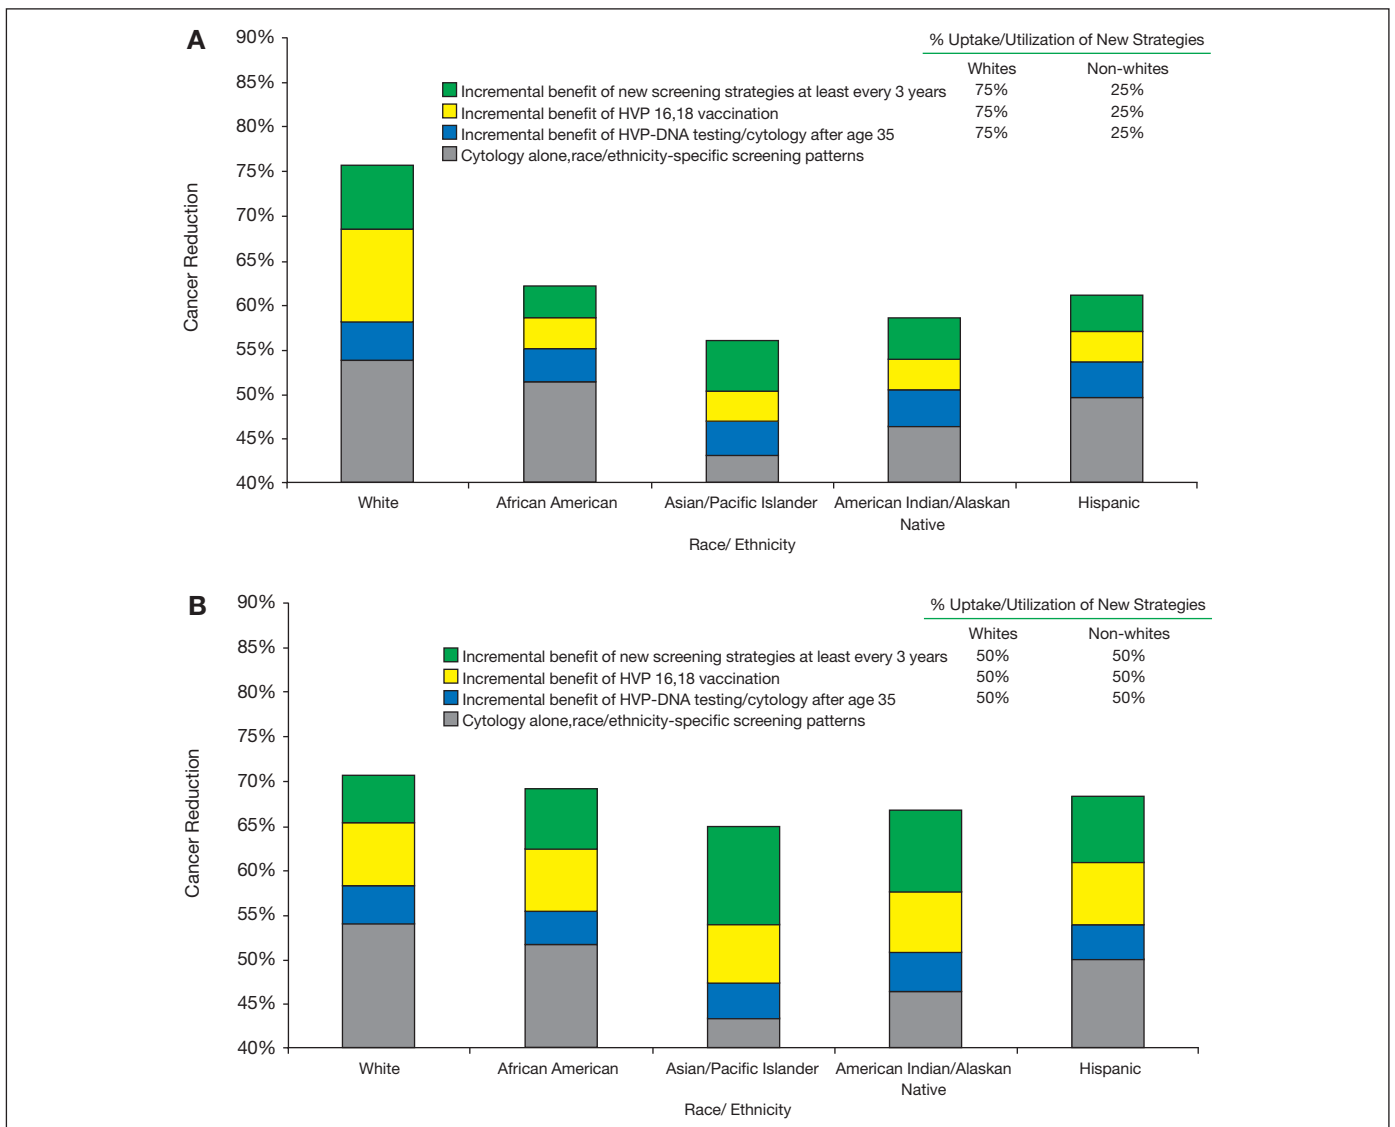 A
% Uptake/Utilization of New Strategies
Whites Non-whites
Incremental benefit of new screening strategies at least every 3 years 75% 25%
Incremental benefit of HVP 16,18 vaccination 75% 25%
Incremental benefit of HVP-DNA testing/cytology after age 35 75% 25%
Cytology alone,race/ethnicity-specific screening patterns
Cancer Reduction
90%
85%
80%
75%
70%
65%
60%
55%
50%
45%
40%
White African American Asian/Pacific Islander American Indian/Alaskan Hispanic
Native
Race/ Ethnicity
B
% Uptake/Utilization of New Strategies
Whites Non-whites
Incremental benefit of new screening strategies at least every 3 years 50% 50%
Incremental benefit of HVP 16,18 vaccination 50% 50%
Incremental benefit of HVP-DNA testing/cytology after age 35 50% 50%
Cytology alone,race/ethnicity-specific screening patterns
Cancer Reduction
90%
85%
80%
75%
70%
65%
60%
55%
50%
45%
40%
White African American Asian/Pacific Islander American Indian/Alaskan Hispanic
Native
Race/ Ethnicity